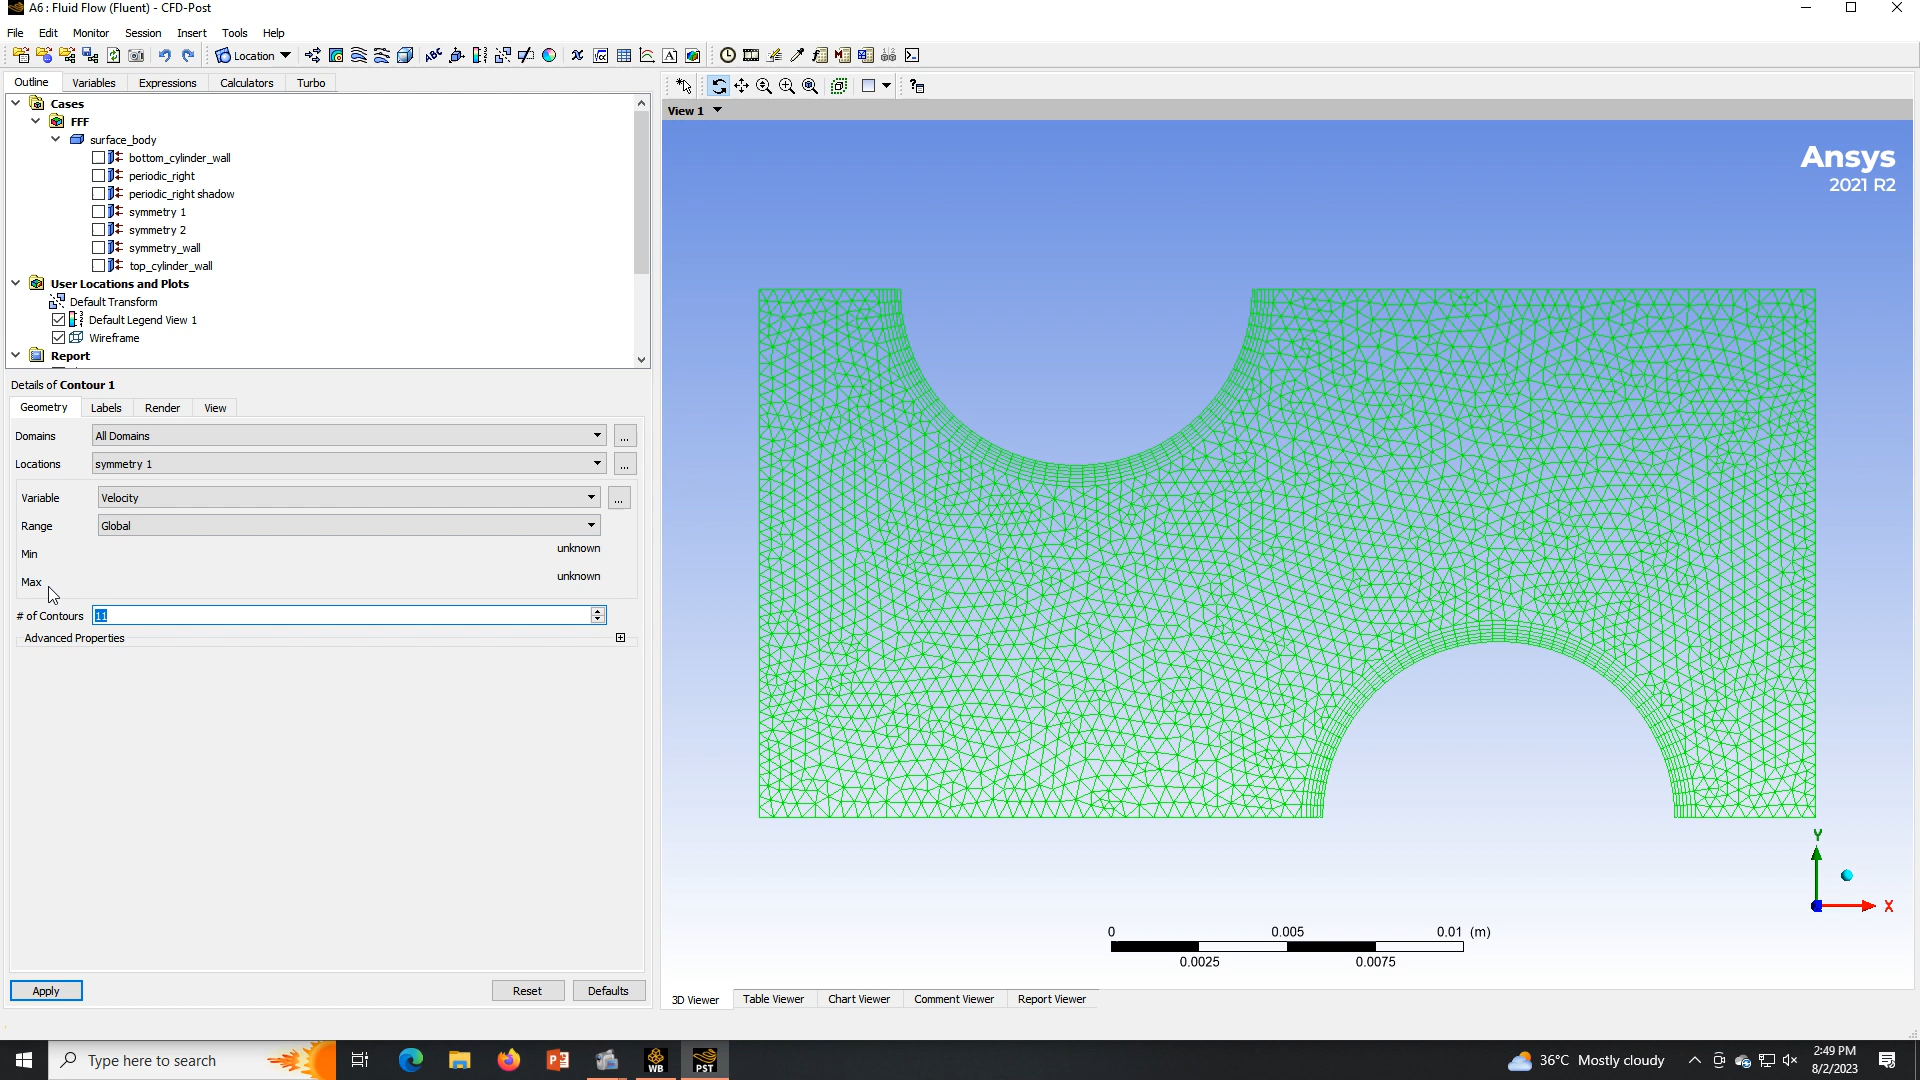 A6 : Fluid Flow (Fluent) - CFD-Post
File Edit Monitor Session Insert Tools Help
Location
Outline Variables Expressions Calculators Turbo
Cases
FFF
surface_body
bottom_cylinder_wall
periodic_right
periodic_right shadow
symmetry 1
symmetry 2
symmetry_wall
top_cylinder_wall
User Locations and Plots
Default Transform
Default Legend View 1
Wireframe
Report
Details of Contour 1
Geometry Labels Render View
Domains All Domains ...
Locations symmetry 1 ...
Variable Velocity ...
Range Global
Min unknown
Max unknown
# of Contours 11
Advanced Properties
Apply Reset Defaults
View 1
Ansys
2021 R2
Y
X
0 0.005 0.01 (m)
0.0025 0.0075
3D Viewer Table Viewer Chart Viewer Comment Viewer Report Viewer
Type here to search
WB
PST
36°C Mostly cloudy
2:49 PM
8/2/2023